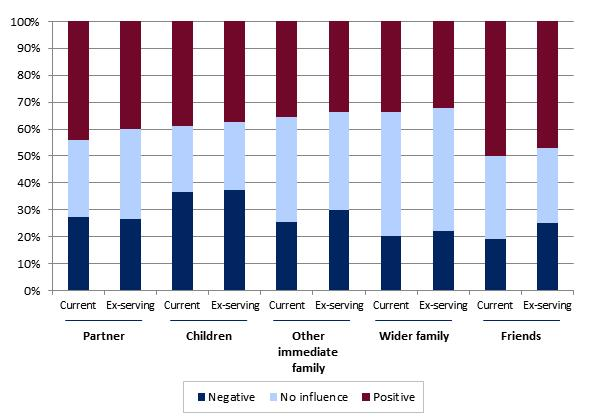 100%
90%
80%
70%
60%
50%
40%
30%
20%
10%
0%
Current Ex-serving Current Ex-serving Current Ex-serving Current Ex-serving Current Ex-serving
Partner Children Other Wider family Friends
immediate
family
Negative No influence Positive